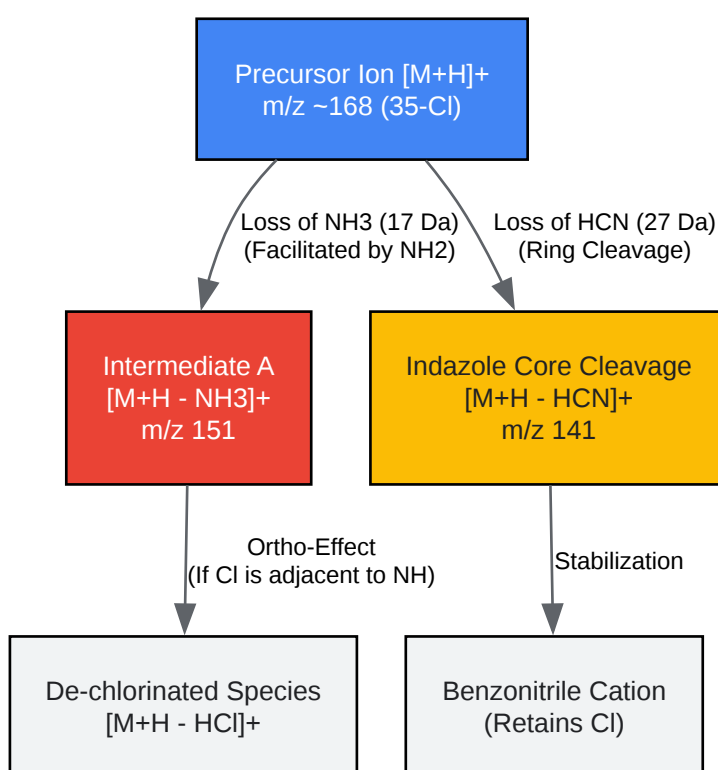 Precursor Ion [M+H]+
m/z ~168 (35-Cl)
Loss of NH3 (17 Da)
(Facilitated by NH2)
Loss of HCN (27 Da)
(Ring Cleavage)
Intermediate A
[M+H - NH3]+
m/z 151
Indazole Core Cleavage
[M+H - HCN]+
m/z 141
Ortho-Effect
(If Cl is adjacent to NH)
Stabilization
De-chlorinated Species
[M+H - HCl]+
Benzonitrile Cation
(Retains Cl)